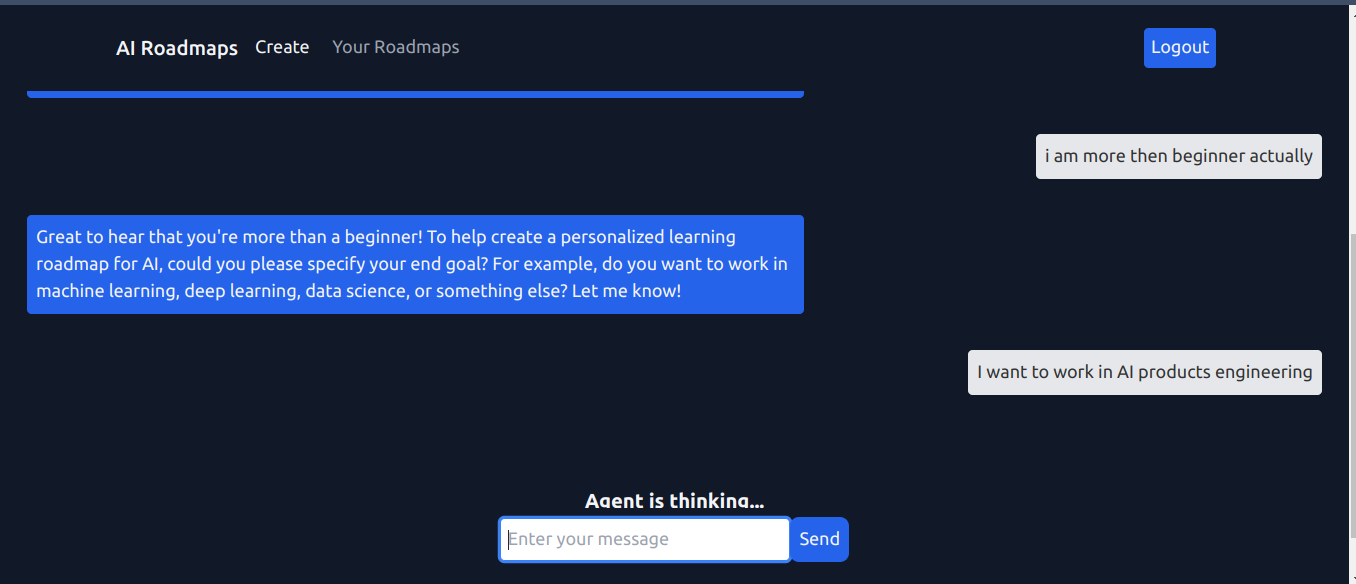 AI Roadmaps Create Your Roadmaps Logout
i am more then beginner actually
Great to hear that you're more than a beginner! To help create a personalized learning
roadmap for AI, could you please specify your end goal? For example, do you want to work in
machine learning, deep learning, data science, or something else? Let me know!
I want to work in AI products engineering
Agent is thinking...
Enter your message Send